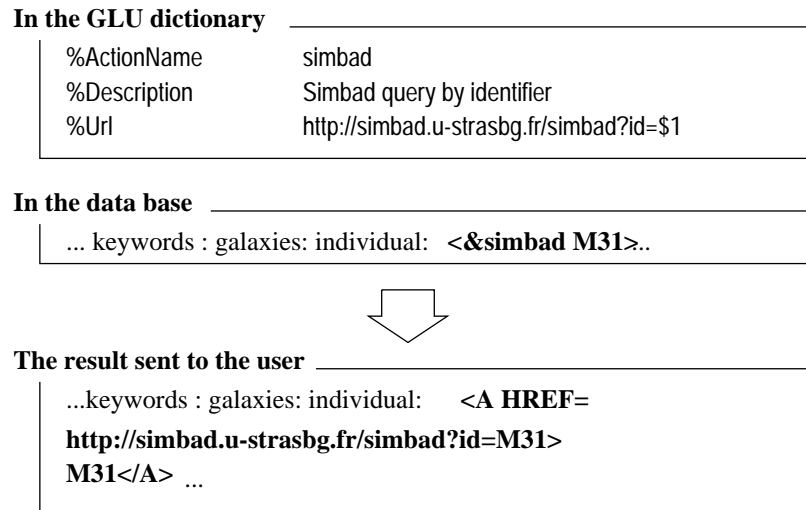 In the GLU dictionary
%ActionName simbad
%Description Simbad query by identifier
%Url http://simbad.u-strasbg.fr/simbad?id=$1
In the data base
... keywords : galaxies: individual: <&simbad M31>..
The result sent to the user
...keywords : galaxies: individual: <A HREF=
http://simbad.u-strasbg.fr/simbad?id=M31>
M31</A> ...